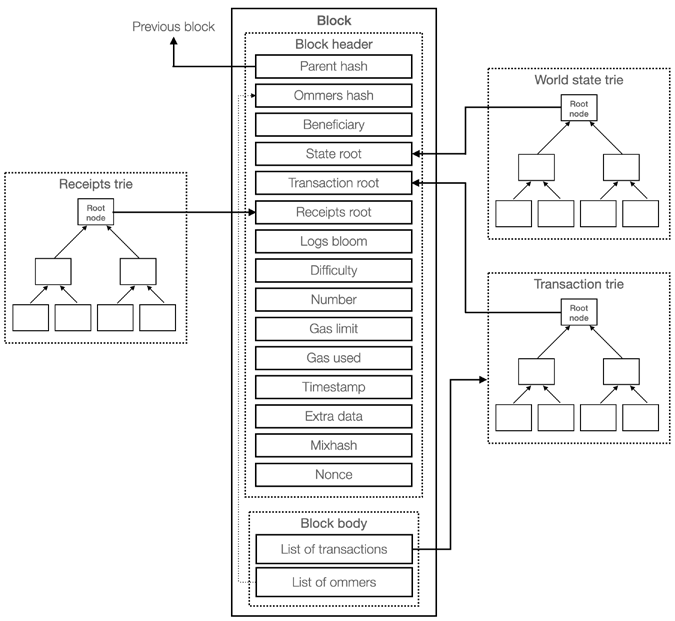 Block
Previous block
Block header
Parent hash
Ommers hash
Beneficiary
State root
Transaction root
Receipts root
Logs bloom
Difficulty
Number
Gas limit
Gas used
Timestamp
Extra data
Mixhash
Nonce
Block body
List of transactions
List of ommers
Receipts trie
Root
node
World state trie
Root
node
Transaction trie
Root
node